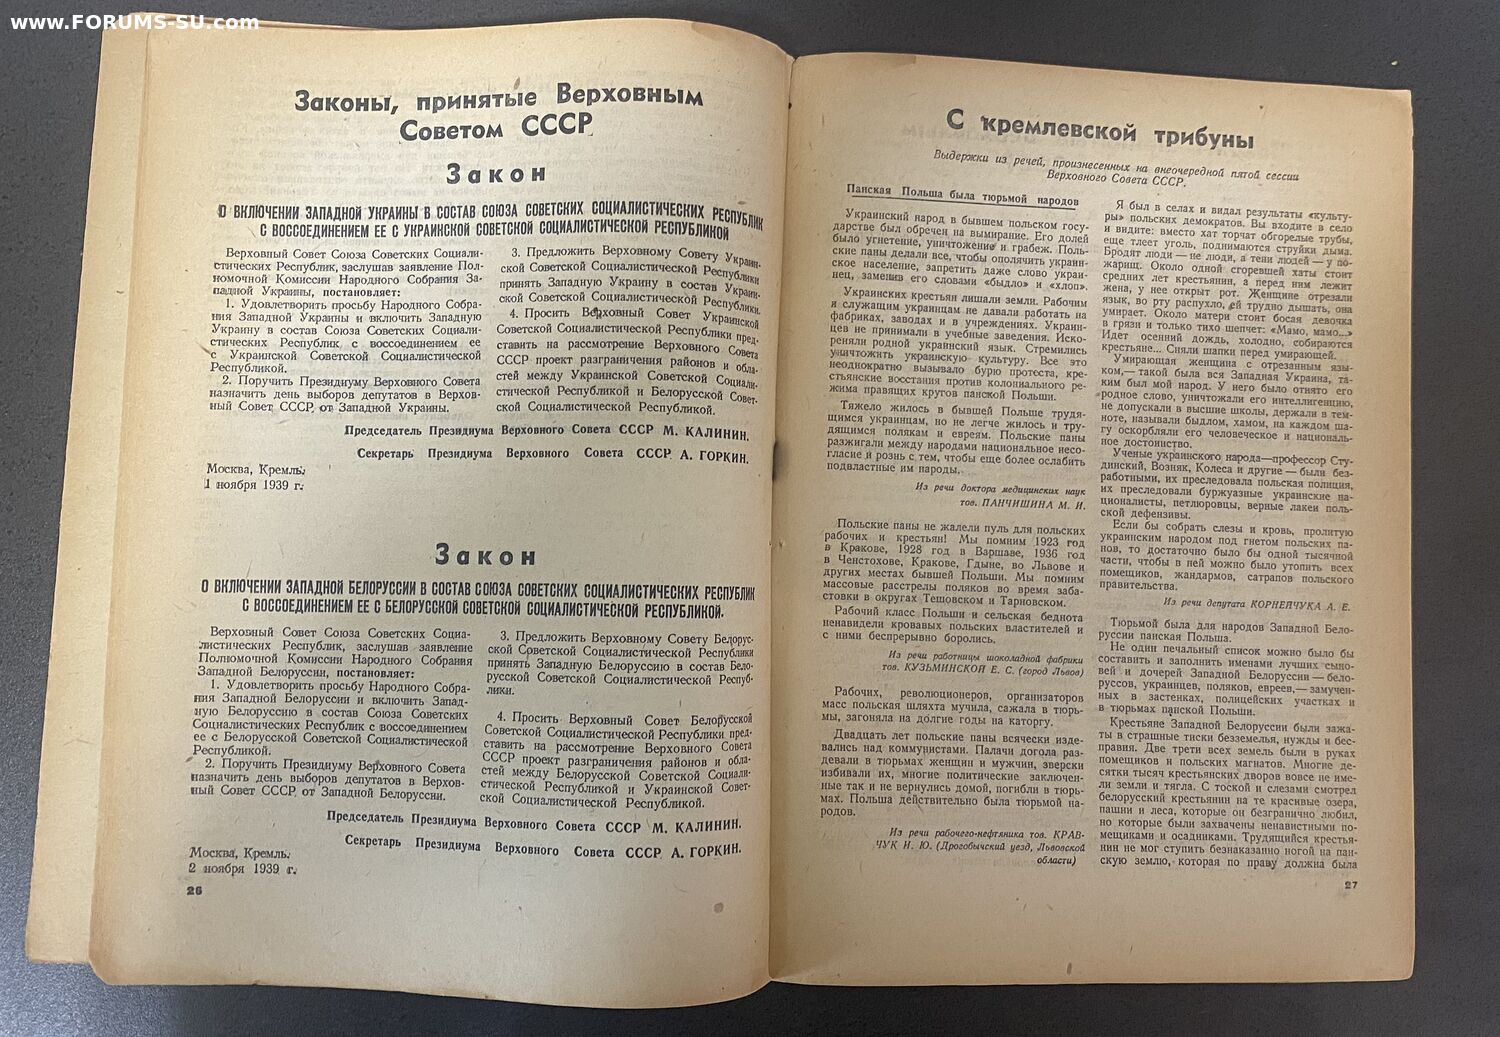 www.FORUMS-SU.com
Законы, принятые Верховным
Советом СССР
Закон
О ВКЛЮЧЕНИИ ЗАПАДНОЙ УКРАИНЫ В СОСТАВ СОЮЗА СОВЕТСКИХ СОЦИАЛИСТИЧЕСКИХ РЕСПУБЛИК
С ВОССОЕДИНЕНИЕМ ЕЕ С УКРАИНСКОЙ СОВЕТСКОЙ СОЦИАЛИСТИЧЕСКОЙ РЕСПУБЛИКОЙ
Верховный Совет Союза Советских Социали-
стических Республик, заслушав заявление Пол-
номочной Комиссии Народного Собрания За-
падной Украины, постановляет:
1. Удовлетворить просьбу Народного Собра-
ния Западной Украины и включить Западную
Украину в состав Союза Советских Социали-
стических Республик с воссоединением ее
с Украинской Советской Социалистической
Республикой.
2. Поручить Президиуму Верховного Совета
назначить день выборов депутатов в Верхов-
ный Совет СССР от Западной Украины.
3. Предложить Верховному Совету Украин-
ской Советской Социалистической Республики
принять Западную Украину в состав Украин-
ской Советской Социалистической Республики.
4. Просить Верховный Совет Украинской
Советской Социалистической Республики пред-
ставить на рассмотрение Верховного Совета
СССР проект разграничения районов и обла-
стей между Украинской Советской Социали-
стической Республикой и Белорусской Совет-
ской Социалистической Республикой.
Председатель Президиума Верховного Совета СССР М. КАЛИНИН.
Секретарь Президиума Верховного Совета СССР А. ГОРКИН.
Москва, Кремль.
1 ноября 1939 г.
Закон
О ВКЛЮЧЕНИИ ЗАПАДНОЙ БЕЛОРУССИИ В СОСТАВ СОЮЗА СОВЕТСКИХ СОЦИАЛИСТИЧЕСКИХ РЕСПУБЛИК
С ВОССОЕДИНЕНИЕМ ЕЕ С БЕЛОРУССКОЙ СОВЕТСКОЙ СОЦИАЛИСТИЧЕСКОЙ РЕСПУБЛИКОЙ.
Верховный Совет Союза Советских Социа-
листических Республик, заслушав заявление
Полномочной Комиссии Народного Собрания
Западной Белоруссии, постановляет:
1. Удовлетворить просьбу Народного Собра-
ния Западной Белоруссии и включить Запад-
ную Белоруссию в состав Союза Советских
Социалистических Республик с воссоединением
ее с Белорусской Советской Социалистической
Республикой.
2. Поручить Президиуму Верховного Совета
назначить день выборов депутатов в Верхов-
ный Совет СССР от Западной Белоруссии.
3. Предложить Верховному Совету Белорус-
ской Советской Социалистической Республики
принять Западную Белоруссию в состав Бело-
русской Советской Социалистической Респуб-
лики.
4. Просить Верховный Совет Белорусской
Советской Социалистической Республики пред-
ставить на рассмотрение Верховного Совета
СССР проект разграничения районов и обла-
стей между Белорусской Советской Социали-
стической Республикой и Украинской Совет-
ской Социалистической Республикой.
Председатель Президиума Верховного Совета СССР М. КАЛИНИН.
Секретарь Президиума Верховного Совета СССР А. ГОРКИН.
Москва, Кремль.
2 ноября 1939 г.
26
С кремлевской трибуны
Выдержки из речей, произнесенных на внеочередной пятой сессии
Верховного Совета СССР.
Панская Польша была тюрьмой народов
Украинский народ в бывшем польском госу-
дарстве был обречен на вымирание. Его долей
было угнетение, уничтожение и грабеж. Поль-
ские паны делали все, чтобы ополячить украин-
ское население, запретить даже слово украи-
нец, заменив его словами «быдло» и «хлоп».
Украинских крестьян лишали земли. Рабочим
и служащим украинцам не давали работать на
фабриках, заводах и в учреждениях. Украин-
цев не принимали в учебные заведения. Иско-
реняли родной украинский язык. Стремились
уничтожить украинскую культуру. Все это
неоднократно вызывало бурю протеста, кре-
стьянские восстания против колониального ре-
жима правящих кругов панской Польши.
Тяжело жилось в бывшей Польше трудя-
щимся украинцам, но не легче жилось и тру-
дящимся полякам и евреям. Польские паны
разжигали между народами национальное несо-
гласие и рознь с тем, чтобы еще более ослабить
подвластные им народы.
Из речи доктора медицинских наук
тов. ПАНЧИШИНА М. И.
Польские паны не жалели пуль для польских
рабочих и крестьян! Мы помним 1923 год
в Кракове, 1928 год в Варшаве, 1936 год
в Ченстохове, Кракове, Гдыне, во Львове и
других местах бывшей Польши. Мы помним
массовые расстрелы поляков во время заба-
стовки в округах Тешовском и Тарновском.
Рабочий класс Польши и сельская беднота
ненавидели кровавых польских властителей и
с ними беспрерывно боролись.
Из речи работницы шоколадной фабрики
тов. КУЗЬМИНСКОЙ Е. С. (город Львов)
Рабочих, революционеров, организаторов
масс польская шляхта мучила, сажала в тюрь-
мы, загоняла на долгие годы на каторгу.
Двадцать лет польские паны всячески изде-
вались над коммунистами. Палачи догола раз-
девали в тюрьмах женщин и мужчин, зверски
избивали их, многие политические заключен-
ные так и не вернулись домой, погибли в тюрь-
мах. Польша действительно была тюрьмой на-
родов.
Из речи рабочего-нефтяника тов. КРАВ-
ЧУК И. Ю. (Дрогобычский уезд, Львовской
области)
Я был в селах и видал результаты «культу-
ры» польских демократов. Вы входите в село
и видите: вместо хат торчат обгорелые трубы,
еще тлеет уголь, поднимаются струйки дыма.
Бродят люди — не люди, а тени людей — у по-
жарищ. Около одной сгоревшей хаты стоит
средних лет крестьянин, а перед ним лежит
жена, у нее открыт рот. Женщине отрезали
язык, во рту распухло, ей трудно дышать, она
умирает. Около матери стоит босая девочка
в грязи и только тихо шепчет: «Мамо, мамо...»
Идет осенний дождь, холодно, собираются
крестьяне... Сняли шапки перед умирающей.
Умирающая женщина с отрезанным язы-
ком,— такой была вся Западная Украина, та-
ким был мой народ. У него было отнято его
родное слово, уничтожали его интеллигенцию,
не допускали в высшие школы, держали в тем-
ноте, называли быдлом, хамом, на каждом ша-
гу оскорбляли его человеческое и националь-
ное достоинство.
Ученые украинского народа—профессор Сту-
динский, Возняк, Колеса и другие — были без-
работными, их преследовала польская полиция,
их преследовали буржуазные украинские на-
ционалисты, петлюровцы, верные лакеи поль-
ской дефензивы.
Если бы собрать слезы и кровь, пролитую
украинским народом под гнетом польских па-
нов, то достаточно было бы одной тысячной
части, чтобы в ней можно было утопить всех
помещиков, жандармов, сатрапов польского
правительства.
Из речи депутата КОРНЕЙЧУКА А. Е.
Тюрьмой была для народов Западной Бело-
руссии панская Польша.
Не один печальный список можно было бы
составить и заполнить именами лучших сыно-
вей и дочерей Западной Белоруссии — бело-
руссов, украинцев, поляков, евреев,— замучен-
ных в застенках, полицейских участках и
в тюрьмах панской Польши.
Крестьяне Западной Белоруссии были зажа-
ты в страшные тиски безземелья, нужды и бес-
правия. Две трети всех земель были в руках
помещиков и польских магнатов. Многие де-
сятки тысяч крестьянских дворов вовсе не име-
ли земли и тягла. С тоской и слезами смотрел
белорусский крестьянин на те красивые озера,
пашни и леса, которые он безгранично любил,
но которые были захвачены ненавистными по-
мещиками и осадниками. Трудящийся крестья-
нин не мог ступить безнаказанно ногой на пан-
скую землю, которая по праву должна была
27